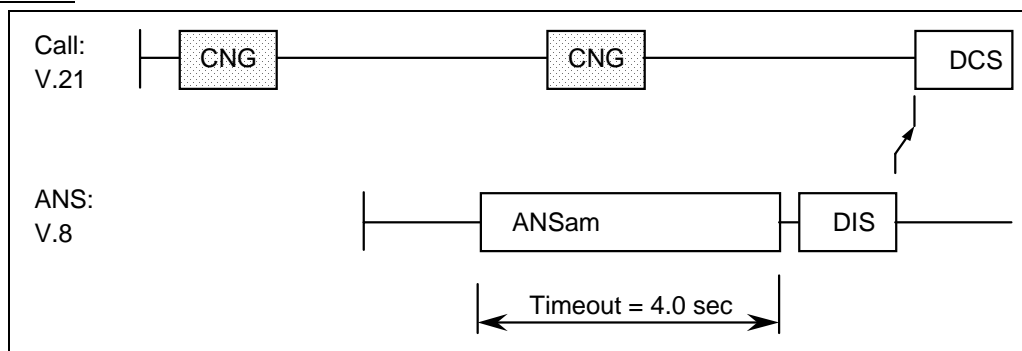 Call:
V.21
CNG
CNG
DCS
ANS:
V.8
ANSam
DIS
Timeout = 4.0 sec